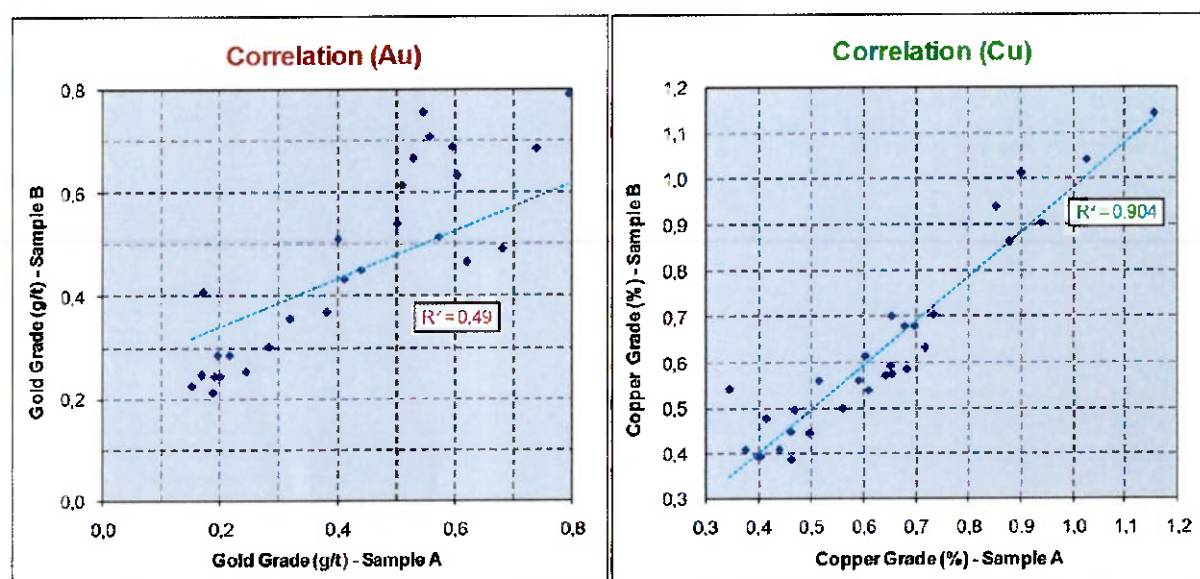 Correlation (Au)
Gold Grade (g/t) - Sample B
0,8
0,6
0,4
0,2
0,0
R² = 0,49
0,0 0,2 0,4 0,6 0,8
Gold Grade (g/t) - Sample A
Correlation (Cu)
Copper Grade (%) - Sample B
1,2
1,1
1,0
0,9
0,8
0,7
0,6
0,5
0,4
0,3
R² = 0,904
0,3 0,4 0,5 0,6 0,7 0,8 0,9 1,0 1,1 1,2
Copper Grade (%) - Sample A